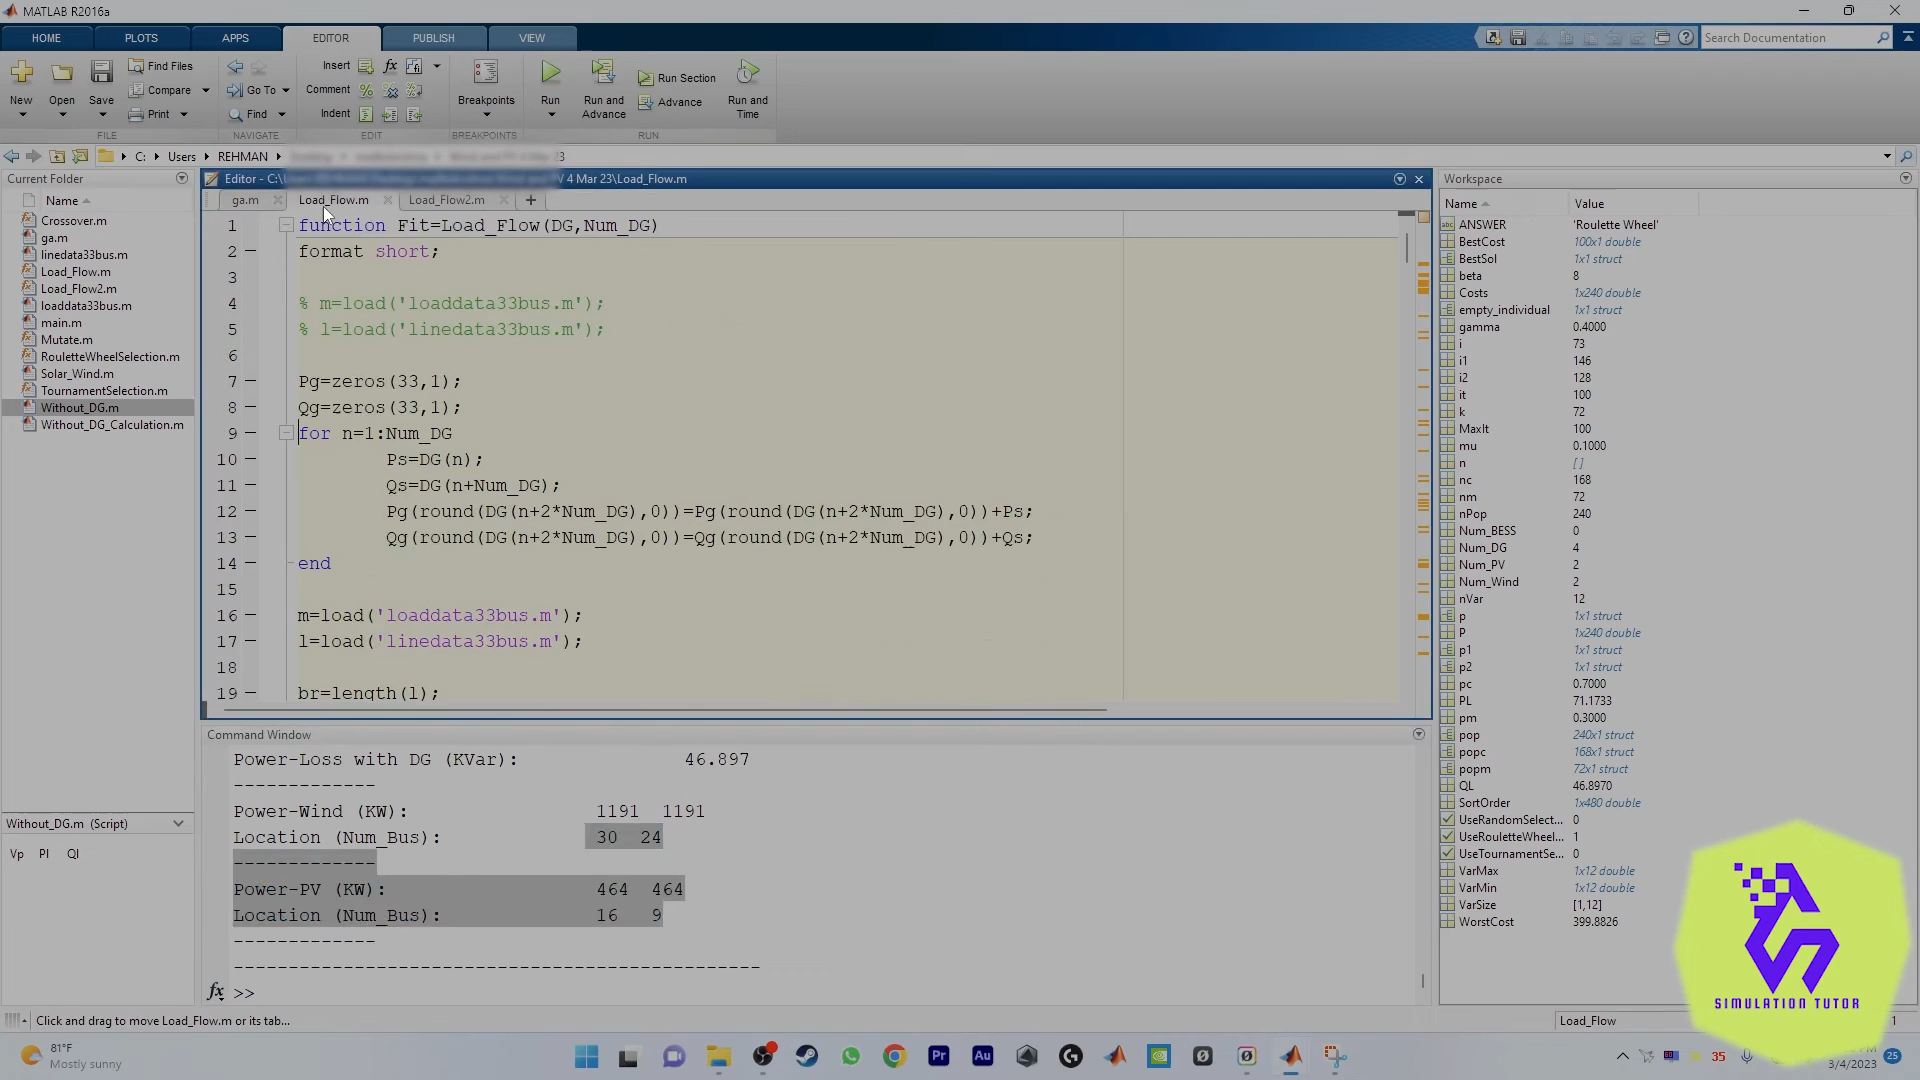 MATLAB R2016a
HOME PLOTS APPS EDITOR PUBLISH VIEW
Search Documentation
New Open Save Find Files Compare Print
Go To Find
Insert fx
Comment
Indent
Breakpoints Run Run and Advance Run Section Advance Run and Time
FILE NAVIGATE EDIT BREAKPOINTS RUN
C: Users REHMAN
Current Folder
Name
Crossover.m
ga.m
linedata33bus.m
Load_Flow.m
Load_Flow2.m
loaddata33bus.m
main.m
Mutate.m
RouletteWheelSelection.m
Solar_Wind.m
TournamentSelection.m
Without_DG.m
Without_DG_Calculation.m
Without_DG.m (Script)
Vp Pl Ql
Editor - C:\ 4 Mar 23\Load_Flow.m
ga.m Load_Flow.m Load_Flow2.m
1 function Fit=Load_Flow(DG,Num_DG)
2 format short;
3
4 % m=load('loaddata33bus.m');
5 % l=load('linedata33bus.m');
6
7 Pg=zeros(33,1);
8 Qg=zeros(33,1);
9 for n=1:Num_DG
10 Ps=DG(n);
11 Qs=DG(n+Num_DG);
12 Pg(round(DG(n+2*Num_DG),0))=Pg(round(DG(n+2*Num_DG),0))+Ps;
13 Qg(round(DG(n+2*Num_DG),0))=Qg(round(DG(n+2*Num_DG),0))+Qs;
14 end
15
16 m=load('loaddata33bus.m');
17 l=load('linedata33bus.m');
18
19 br=length(l);
Command Window
Power-Loss with DG (KVar): 46.897
-------------
Power-Wind (KW): 1191 1191
Location (Num_Bus): 30 24
-------------
Power-PV (KW): 464 464
Location (Num_Bus): 16 9
-------------
------------------------------------------------
fx >>
Workspace
Name Value
ANSWER 'Roulette Wheel'
BestCost 100x1 double
BestSol 1x1 struct
beta 8
Costs 1x240 double
empty_individual 1x1 struct
gamma 0.4000
i 73
i1 146
i2 128
it 100
k 72
MaxIt 100
mu 0.1000
n []
nc 168
nm 72
nPop 240
Num_BESS 0
Num_DG 4
Num_PV 2
Num_Wind 2
nVar 12
p 1x1 struct
P 1x240 double
p1 1x1 struct
p2 1x1 struct
pc 0.7000
PL 71.1733
pm 0.3000
pop 240x1 struct
popc 168x1 struct
popm 72x1 struct
QL 46.8970
SortOrder 1x480 double
UseRandomSelect... 0
UseRouletteWheel... 1
UseTournamentSe... 0
VarMax 1x12 double
VarMin 1x12 double
VarSize [1,12]
WorstCost 399.8826
SIMULATION TUTOR
Click and drag to move Load_Flow.m or its tab...
Load_Flow
1
81°F
Mostly sunny
Pr Au
35
3/4/2023
25